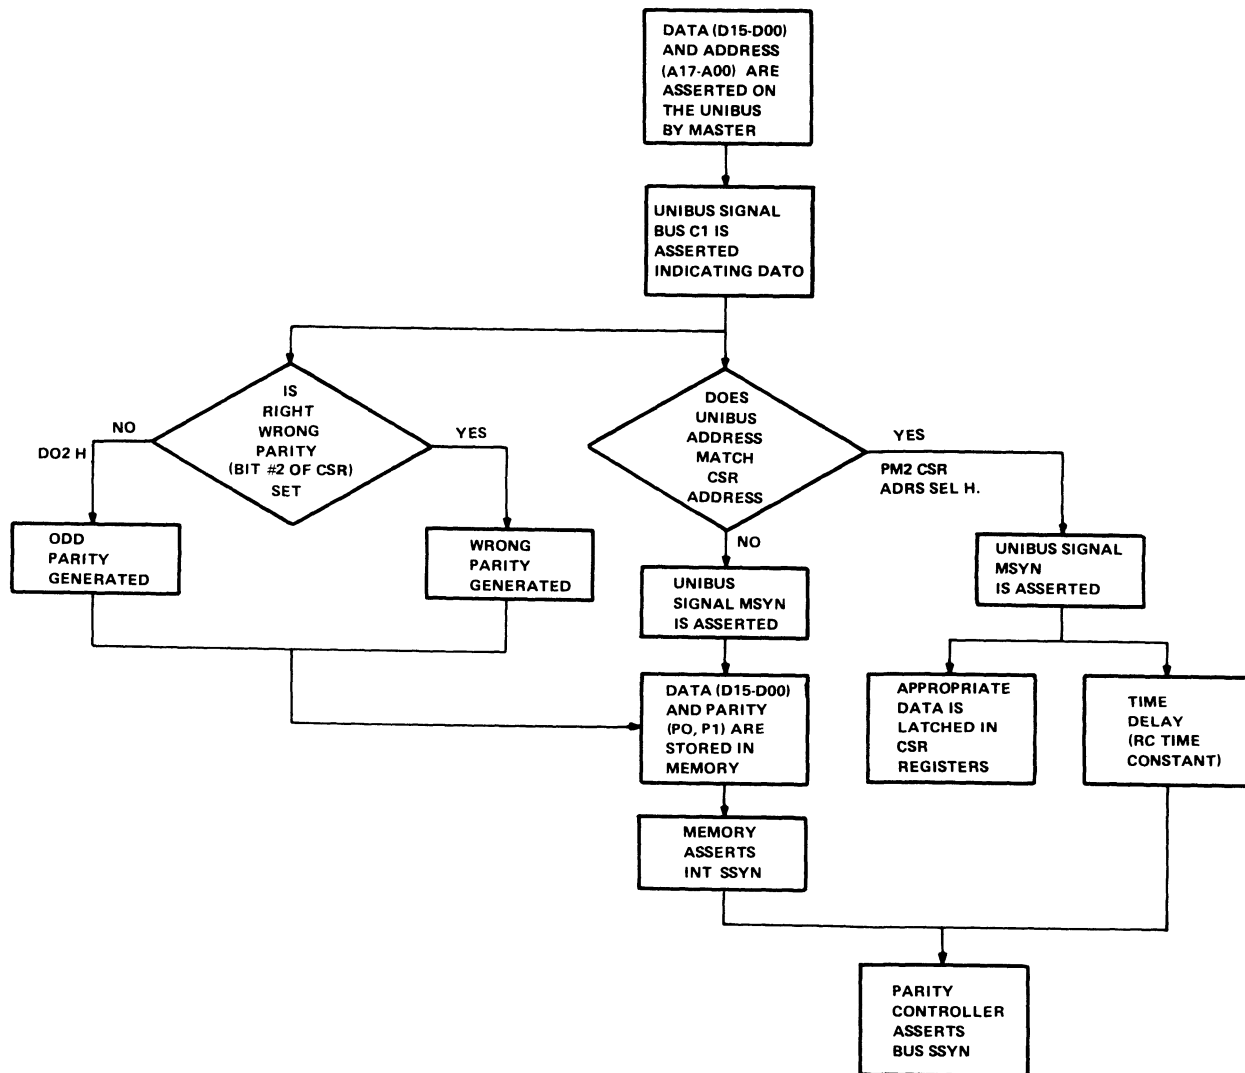 DATA (D15-D00)
AND ADDRESS
(A17-A00) ARE
ASSERTED ON
THE UNIBUS
BY MASTER
UNIBUS SIGNAL
BUS C1 IS
ASSERTED
INDICATING DATO
IS
RIGHT
WRONG
PARITY
(BIT #2 OF CSR)
SET
NO
DO2 H
YES
DOES
UNIBUS
ADDRESS
MATCH
CSR
ADDRESS
YES
PM2 CSR
ADRS SEL H.
NO
ODD
PARITY
GENERATED
WRONG
PARITY
GENERATED
UNIBUS
SIGNAL MSYN
IS ASSERTED
UNIBUS SIGNAL
MSYN
IS ASSERTED
DATA (D15-D00)
AND PARITY
(PO, P1) ARE
STORED IN
MEMORY
APPROPRIATE
DATA IS
LATCHED IN
CSR
REGISTERS
TIME
DELAY
(RC TIME
CONSTANT)
MEMORY
ASSERTS
INT SSYN
PARITY
CONTROLLER
ASSERTS
BUS SSYN